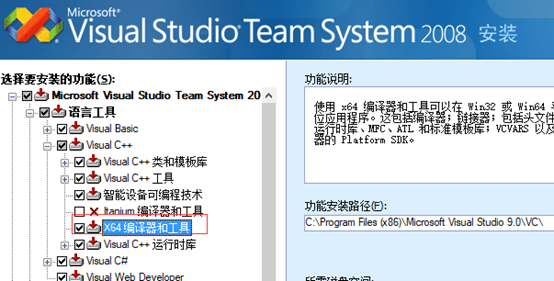 Microsoft®
Visual Studio Team System 2008 安装
选择要安装的功能(S):
Microsoft Visual Studio Team System 20
语言工具
Visual Basic
Visual C++
Visual C++ 类和模板库
Visual C++ 工具
智能设备可编程技术
Itanium 编译器和工具
X64 编译器和工具
Visual C++ 运行时库
Visual C#
Visual Web Developer
功能说明:
使用 x64 编译器和工具可以在 Win32 或 Win64
位应用程序。这包括编译器；链接器；包括头文件
运行时库、MFC、ATL 和标准模板库；VCVARS 以及
器的 Platform SDK。
功能安装路径(F):
C:\Program Files (x86)\Microsoft Visual Studio 9.0\VC\